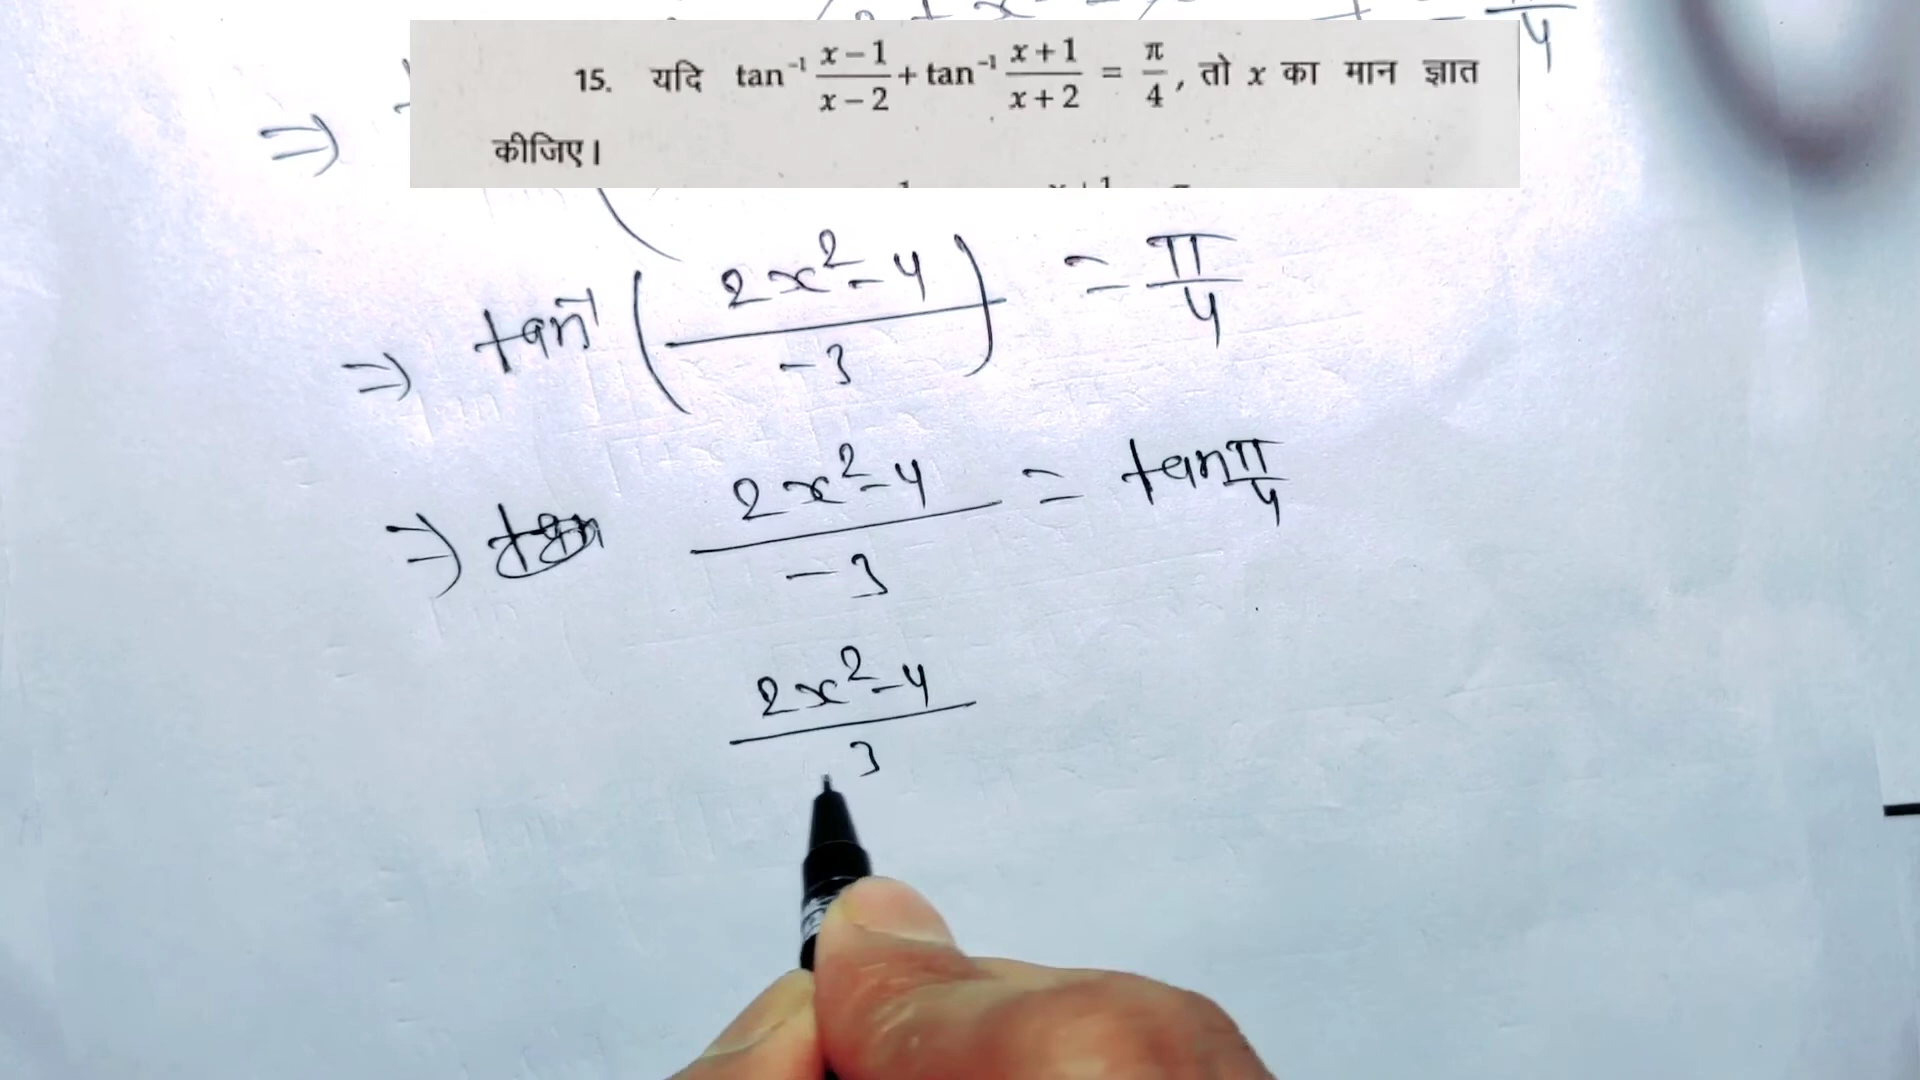 15. यदि tan⁻¹ (x−1)/(x−2) + tan⁻¹ (x+1)/(x+2) = π/4, तो x का मान ज्ञात
कीजिए।
⇒ tan⁻¹ ( (2x²−4)/(−3) ) = π/4
⇒ (2x²−4)/(−3) = tan π/4
(2x²−4)/3